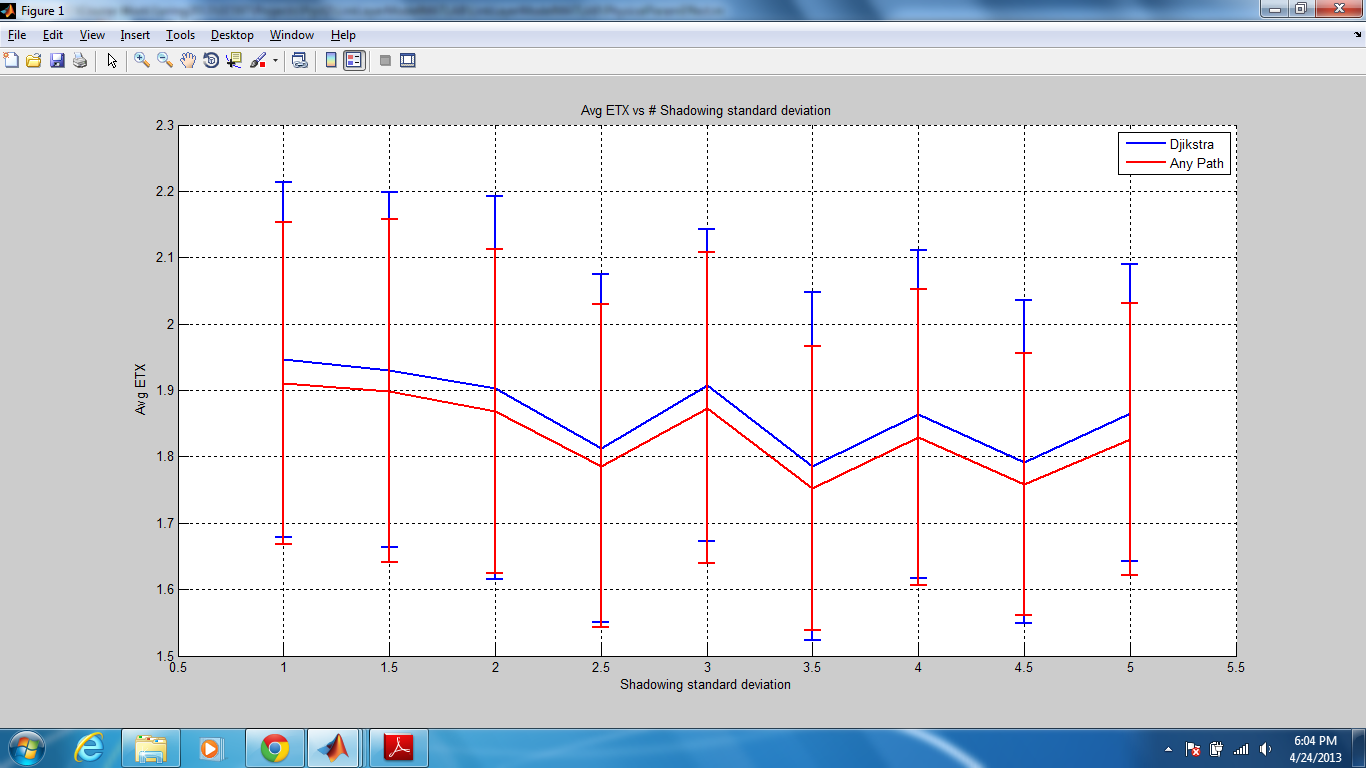 Figure 1
File Edit View Insert Tools Desktop Window Help
Avg ETX vs # Shadowing standard deviation
Djikstra
Any Path
2.3
2.2
2.1
2
1.9
1.8
1.7
1.6
1.5
Avg ETX
0.5 1 1.5 2 2.5 3 3.5 4 4.5 5 5.5
Shadowing standard deviation
6:04 PM
4/24/2013